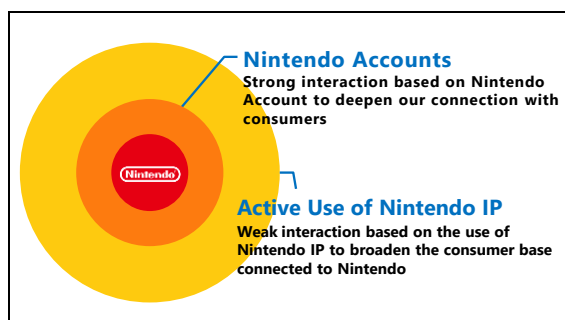 Nintendo Accounts
Strong interaction based on Nintendo
Account to deepen our connection with
consumers
Nintendo
Active Use of Nintendo IP
Weak interaction based on the use of
Nintendo IP to broaden the consumer base
connected to Nintendo